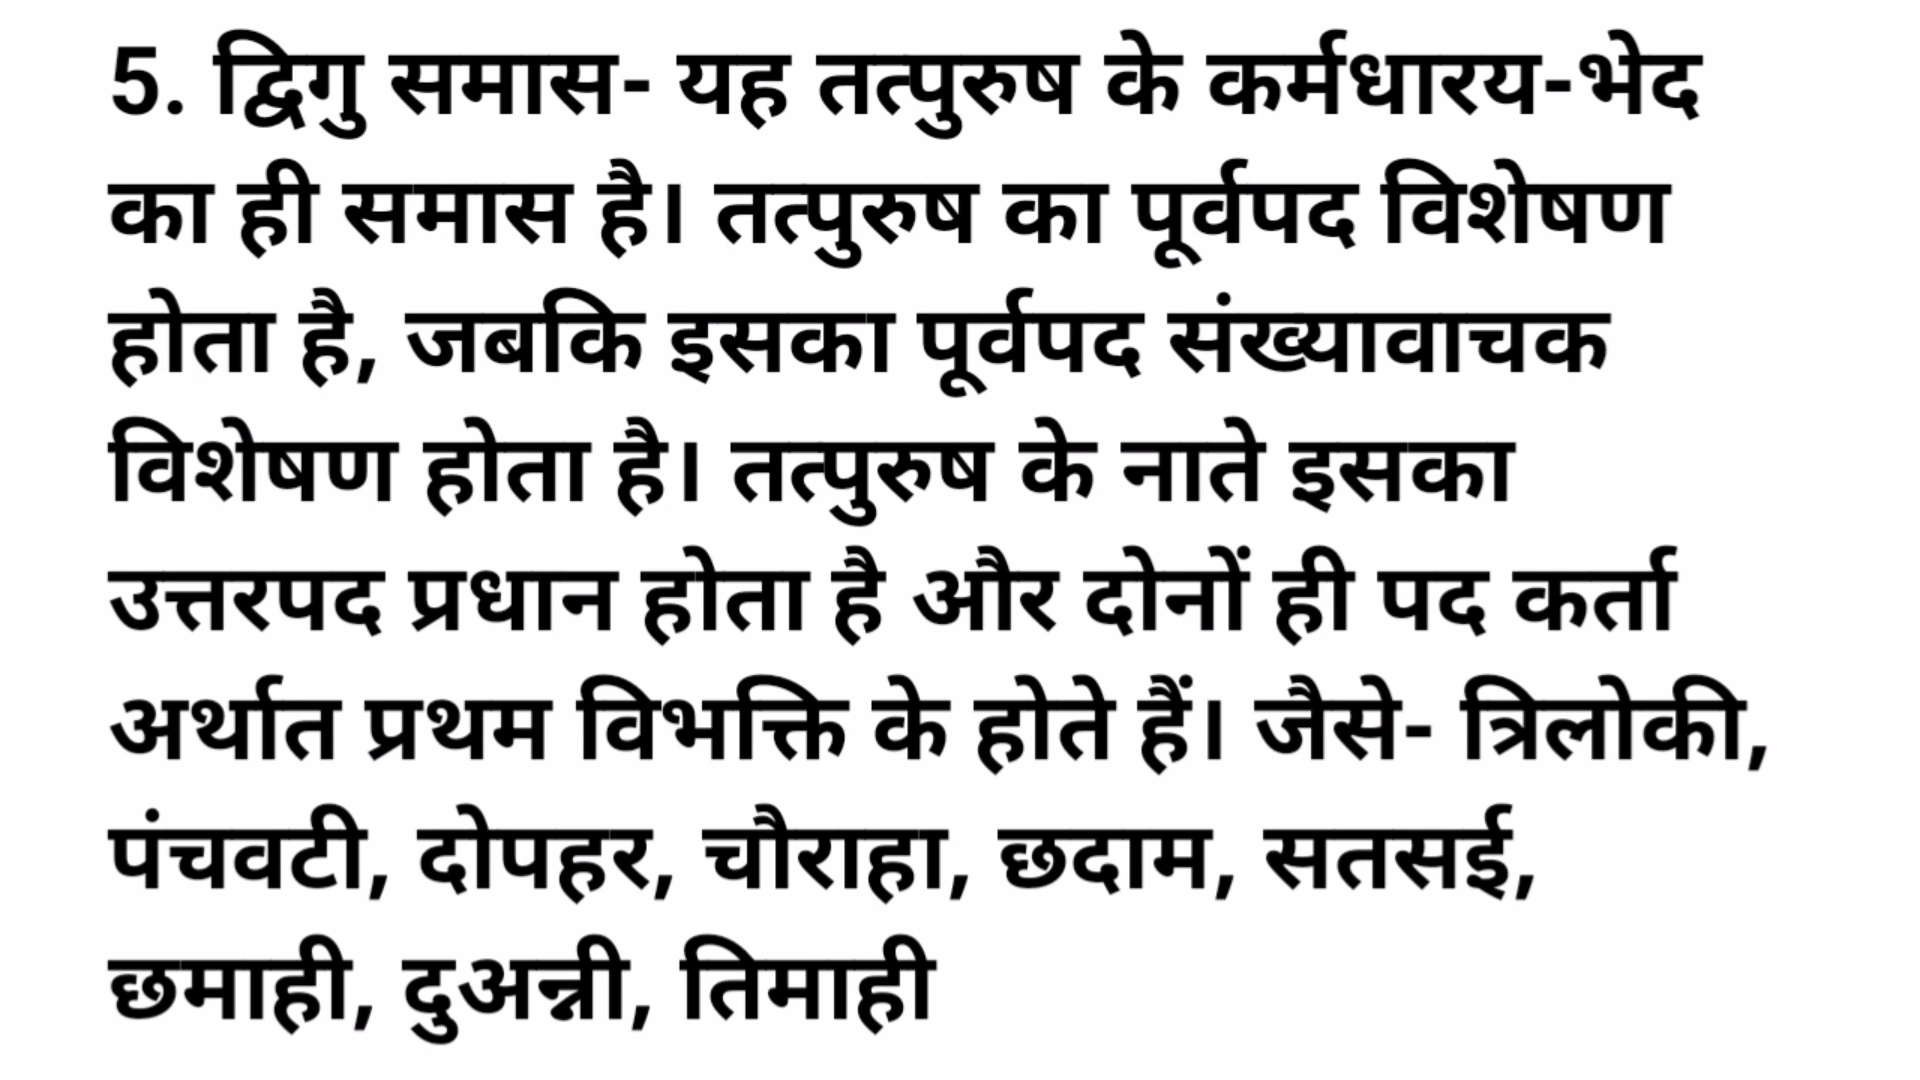 5. द्विगु समास- यह तत्पुरुष के कर्मधारय-भेद
का ही समास है। तत्पुरुष का पूर्वपद विशेषण
होता है, जबकि इसका पूर्वपद संख्यावाचक
विशेषण होता है। तत्पुरुष के नाते इसका
उत्तरपद प्रधान होता है और दोनों ही पद कर्ता
अर्थात प्रथम विभक्ति के होते हैं। जैसे- त्रिलोकी,
पंचवटी, दोपहर, चौराहा, छदाम, सतसई,
छमाही, दुअन्नी, तिमाही